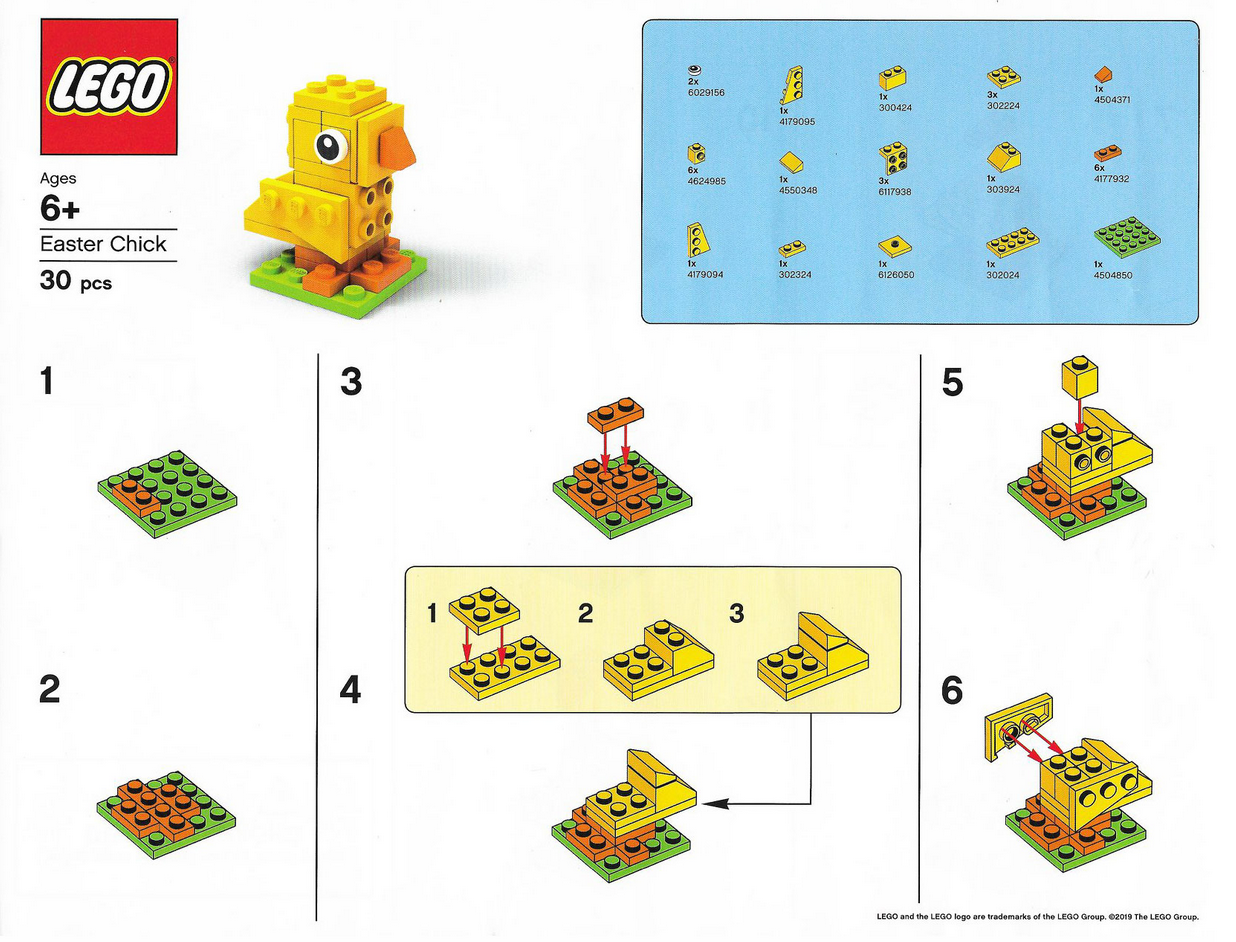 LEGO®
Ages
6+
Easter Chick
30 pcs
2x
6029156
1x
4179095
1x
300424
3x
302224
1x
4504371
6x
4624985
1x
4550348
3x
6117938
1x
303924
6x
4177932
1x
4179094
1x
302324
1x
6126050
1x
302024
1x
4504850
1
2
3
4
1
2
3
5
6
LEGO and the LEGO logo are trademarks of the LEGO Group. ©2019 The LEGO Group.